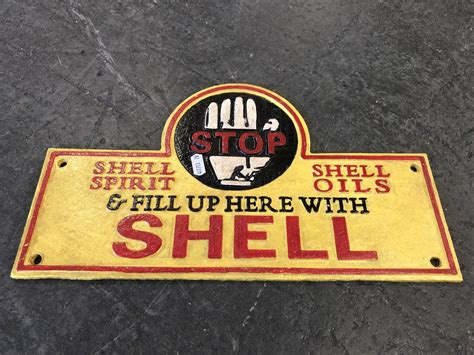 STOP
SHELL SPIRIT
SHELL OILS
& FILL UP HERE WITH
SHELL